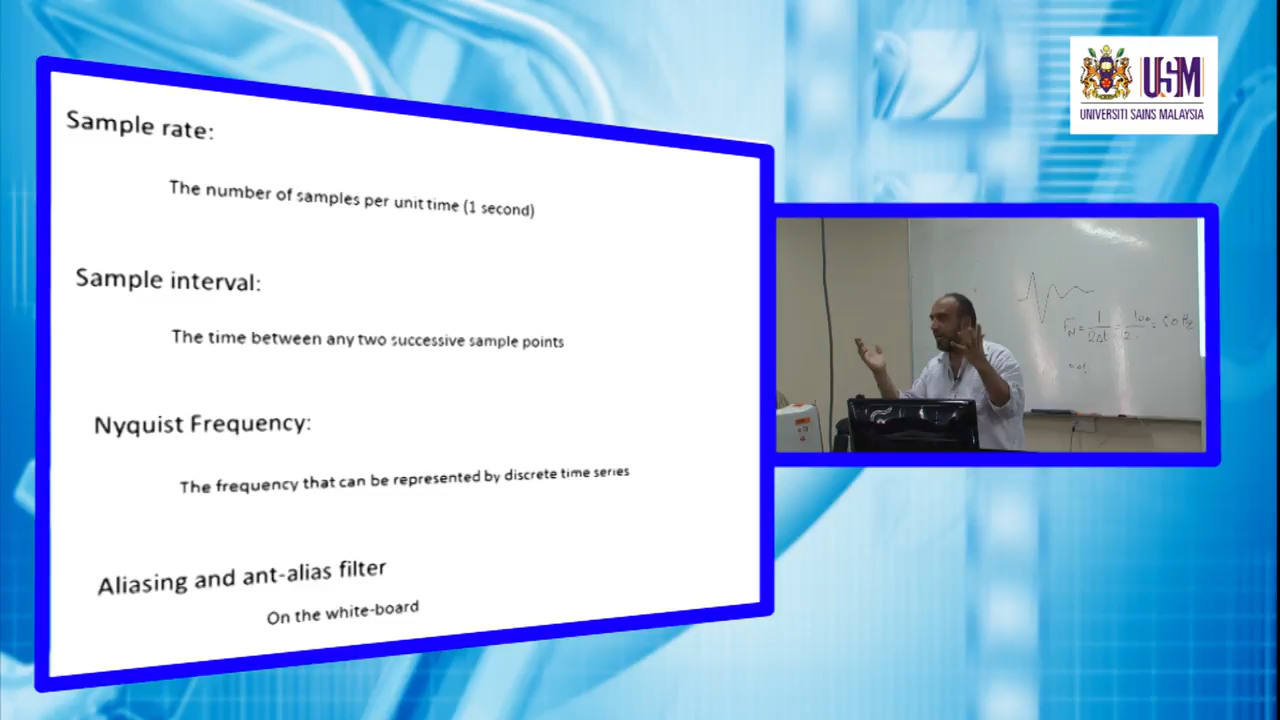 Sample rate:
The number of samples per unit time (1 second)
Sample interval:
The time between any two successive sample points
Nyquist Frequency:
The frequency that can be represented by discrete time series
Aliasing and ant-alias filter
On the white-board
USM
UNIVERSITI SAINS MALAYSIA